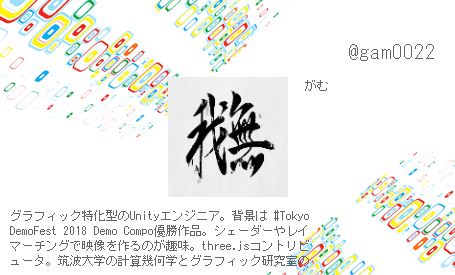 @gam0022
がむ
我無
グラフィック特化型のUnityエンジニア。背景は #Tokyo
DemoFest 2018 Demo Compo優勝作品。シェーダーやレイ
マーチングで映像を作るのが趣味。three.jsコントリビ
ュータ。筑波大学の計算幾何学とグラフィック研究室の